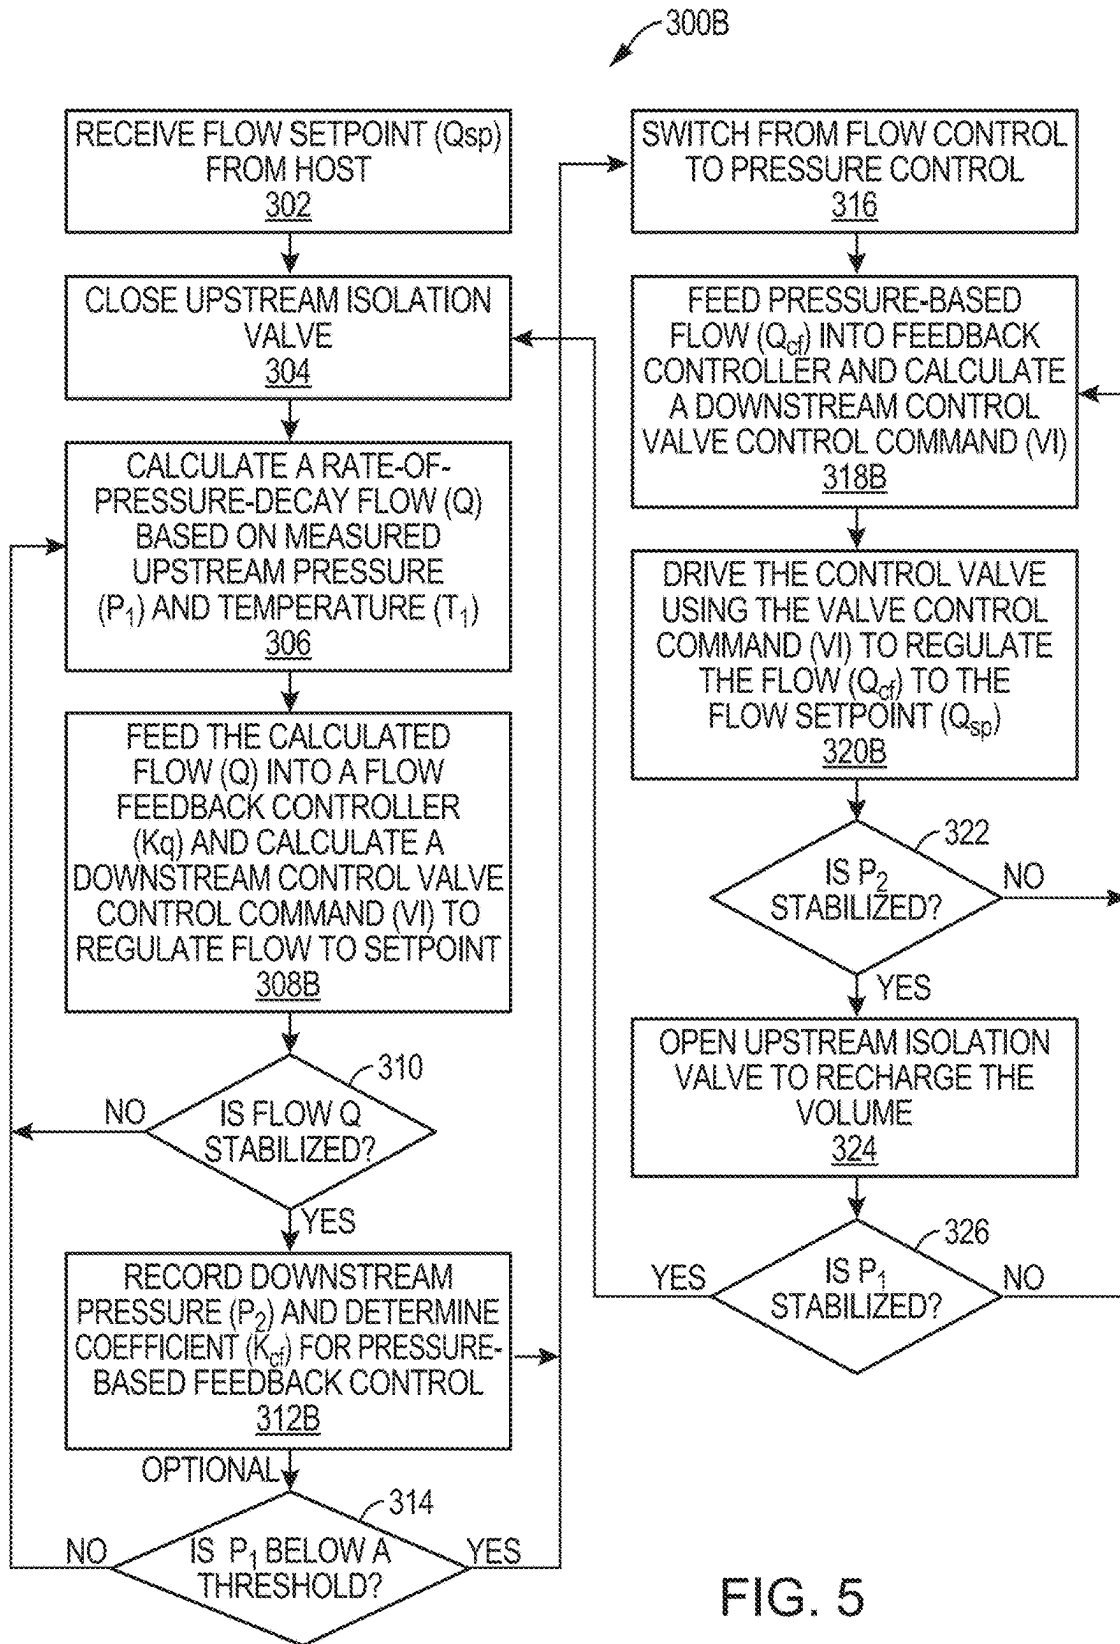 300B
RECEIVE FLOW SETPOINT (Qsp)
FROM HOST
302
CLOSE UPSTREAM ISOLATION
VALVE
304
CALCULATE A RATE-OF-
PRESSURE-DECAY FLOW (Q)
BASED ON MEASURED
UPSTREAM PRESSURE
(P1) AND TEMPERATURE (T1)
306
FEED THE CALCULATED
FLOW (Q) INTO A FLOW
FEEDBACK CONTROLLER
(Kq) AND CALCULATE A
DOWNSTREAM CONTROL VALVE
CONTROL COMMAND (VI) TO
REGULATE FLOW TO SETPOINT
308B
310
NO
IS FLOW Q
STABILIZED?
YES
RECORD DOWNSTREAM
PRESSURE (P2) AND DETERMINE
COEFFICIENT (Kcf) FOR PRESSURE-
BASED FEEDBACK CONTROL
312B
OPTIONAL
314
NO
IS P1 BELOW A
THRESHOLD?
YES
SWITCH FROM FLOW CONTROL
TO PRESSURE CONTROL
316
FEED PRESSURE-BASED
FLOW (Qcf) INTO FEEDBACK
CONTROLLER AND CALCULATE
A DOWNSTREAM CONTROL
VALVE CONTROL COMMAND (VI)
318B
DRIVE THE CONTROL VALVE
USING THE VALVE CONTROL
COMMAND (VI) TO REGULATE
THE FLOW (Qcf) TO THE
FLOW SETPOINT (Qsp)
320B
322
IS P2
STABILIZED?
NO
YES
OPEN UPSTREAM ISOLATION
VALVE TO RECHARGE THE
VOLUME
324
326
YES
IS P1
STABILIZED?
NO
FIG. 5